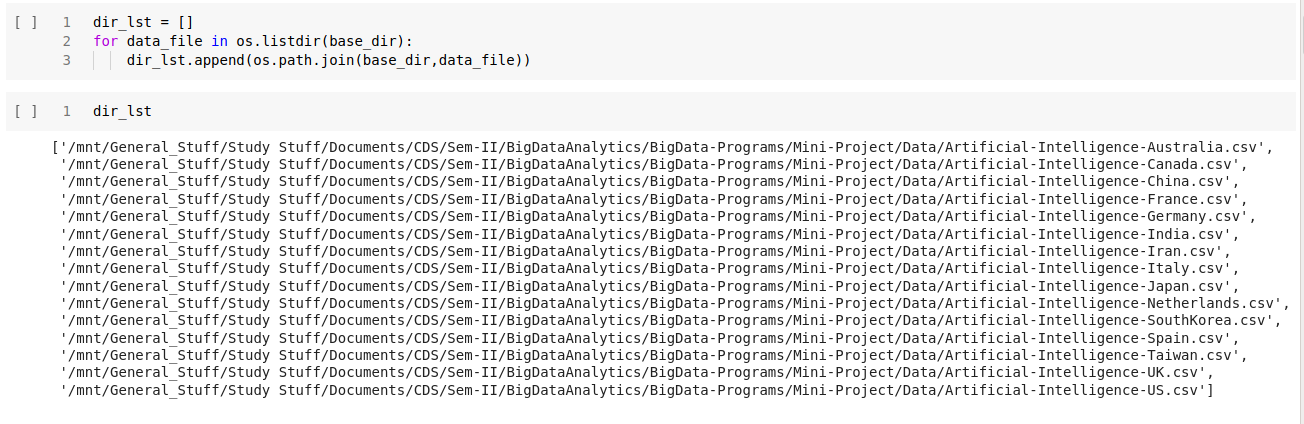 [ ] 1 dir_lst = []
2 for data_file in os.listdir(base_dir):
3 dir_lst.append(os.path.join(base_dir,data_file))
[ ] 1 dir_lst
['/mnt/General_Stuff/Study Stuff/Documents/CDS/Sem-II/BigDataAnalytics/BigData-Programs/Mini-Project/Data/Artificial-Intelligence-Australia.csv',
'/mnt/General_Stuff/Study Stuff/Documents/CDS/Sem-II/BigDataAnalytics/BigData-Programs/Mini-Project/Data/Artificial-Intelligence-Canada.csv',
'/mnt/General_Stuff/Study Stuff/Documents/CDS/Sem-II/BigDataAnalytics/BigData-Programs/Mini-Project/Data/Artificial-Intelligence-China.csv',
'/mnt/General_Stuff/Study Stuff/Documents/CDS/Sem-II/BigDataAnalytics/BigData-Programs/Mini-Project/Data/Artificial-Intelligence-France.csv',
'/mnt/General_Stuff/Study Stuff/Documents/CDS/Sem-II/BigDataAnalytics/BigData-Programs/Mini-Project/Data/Artificial-Intelligence-Germany.csv',
'/mnt/General_Stuff/Study Stuff/Documents/CDS/Sem-II/BigDataAnalytics/BigData-Programs/Mini-Project/Data/Artificial-Intelligence-India.csv',
'/mnt/General_Stuff/Study Stuff/Documents/CDS/Sem-II/BigDataAnalytics/BigData-Programs/Mini-Project/Data/Artificial-Intelligence-Iran.csv',
'/mnt/General_Stuff/Study Stuff/Documents/CDS/Sem-II/BigDataAnalytics/BigData-Programs/Mini-Project/Data/Artificial-Intelligence-Italy.csv',
'/mnt/General_Stuff/Study Stuff/Documents/CDS/Sem-II/BigDataAnalytics/BigData-Programs/Mini-Project/Data/Artificial-Intelligence-Japan.csv',
'/mnt/General_Stuff/Study Stuff/Documents/CDS/Sem-II/BigDataAnalytics/BigData-Programs/Mini-Project/Data/Artificial-Intelligence-Netherlands.csv',
'/mnt/General_Stuff/Study Stuff/Documents/CDS/Sem-II/BigDataAnalytics/BigData-Programs/Mini-Project/Data/Artificial-Intelligence-SouthKorea.csv',
'/mnt/General_Stuff/Study Stuff/Documents/CDS/Sem-II/BigDataAnalytics/BigData-Programs/Mini-Project/Data/Artificial-Intelligence-Spain.csv',
'/mnt/General_Stuff/Study Stuff/Documents/CDS/Sem-II/BigDataAnalytics/BigData-Programs/Mini-Project/Data/Artificial-Intelligence-Taiwan.csv',
'/mnt/General_Stuff/Study Stuff/Documents/CDS/Sem-II/BigDataAnalytics/BigData-Programs/Mini-Project/Data/Artificial-Intelligence-UK.csv',
'/mnt/General_Stuff/Study Stuff/Documents/CDS/Sem-II/BigDataAnalytics/BigData-Programs/Mini-Project/Data/Artificial-Intelligence-US.csv']